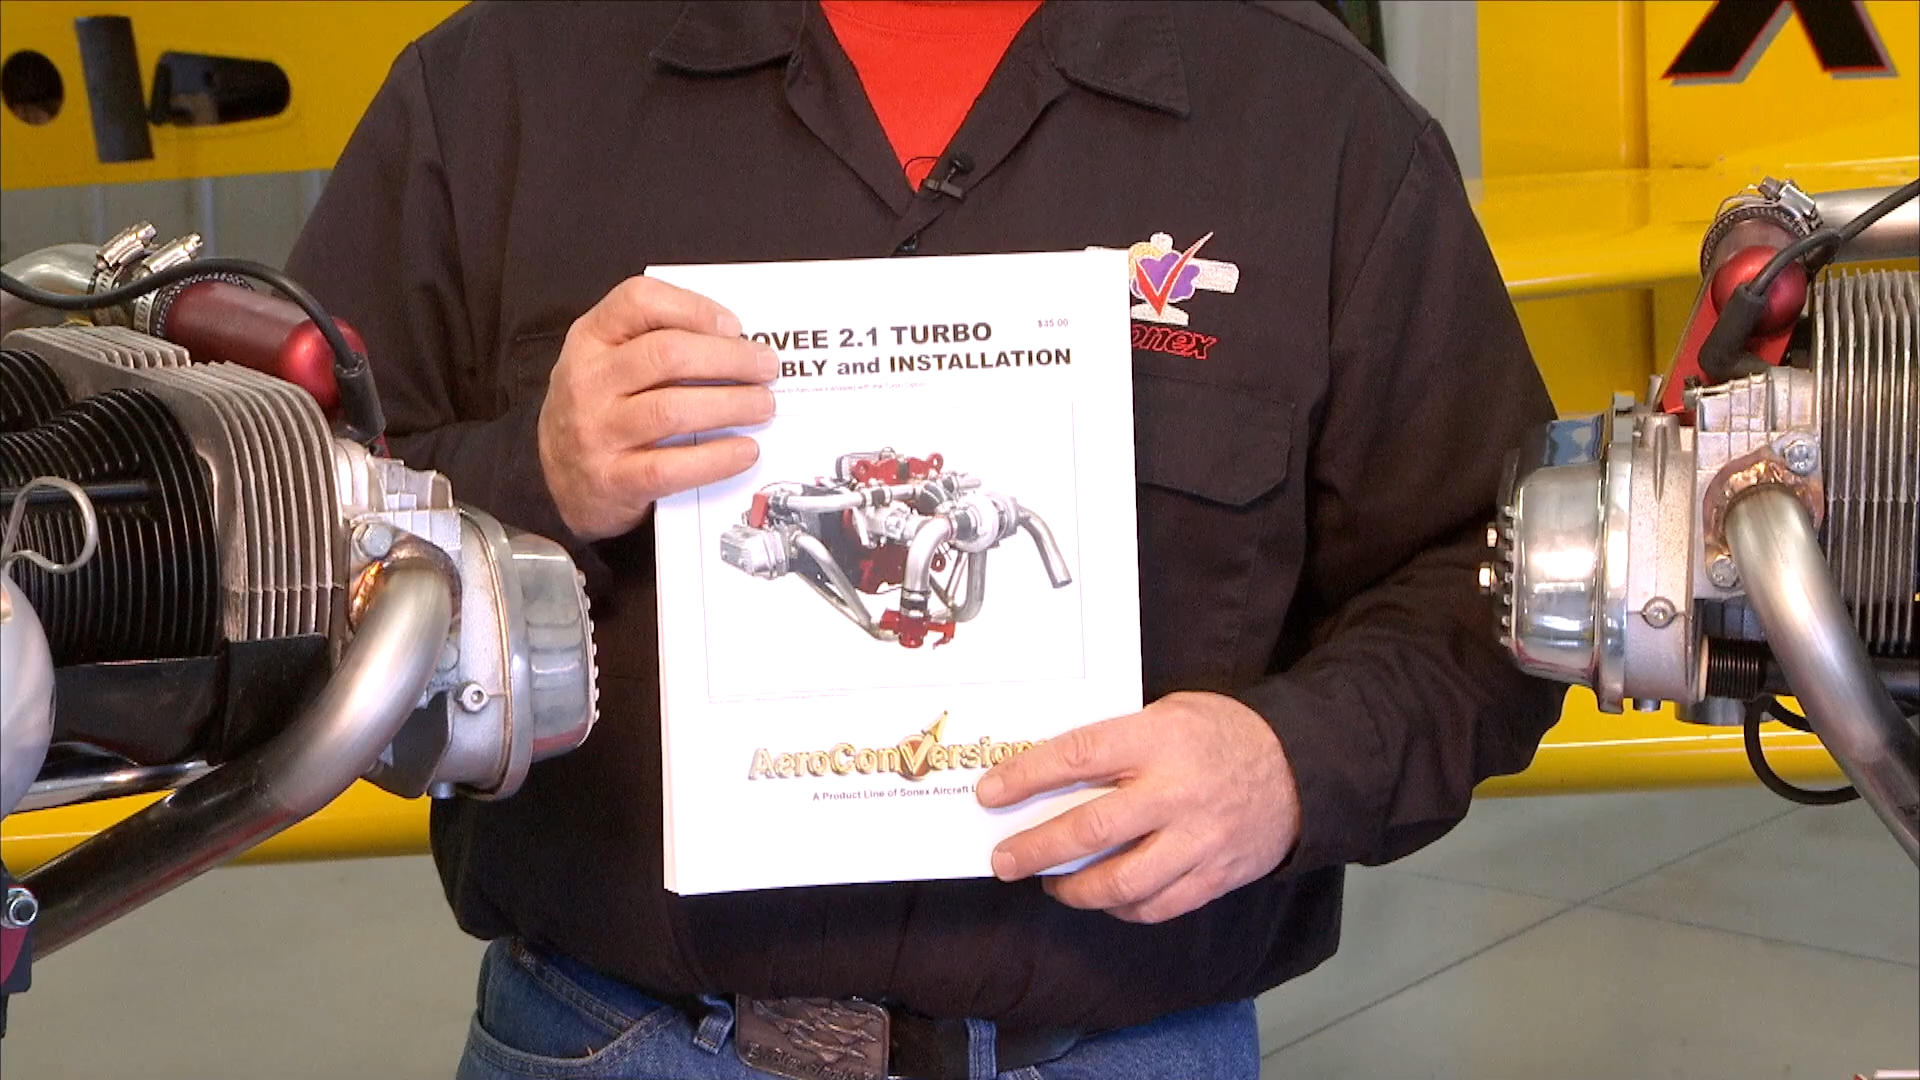 $35.00
OVEE 2.1 TURBO
BLY and INSTALLATION
AeroConVersion
A Product Line of Sonex Aircraft L
onex
X